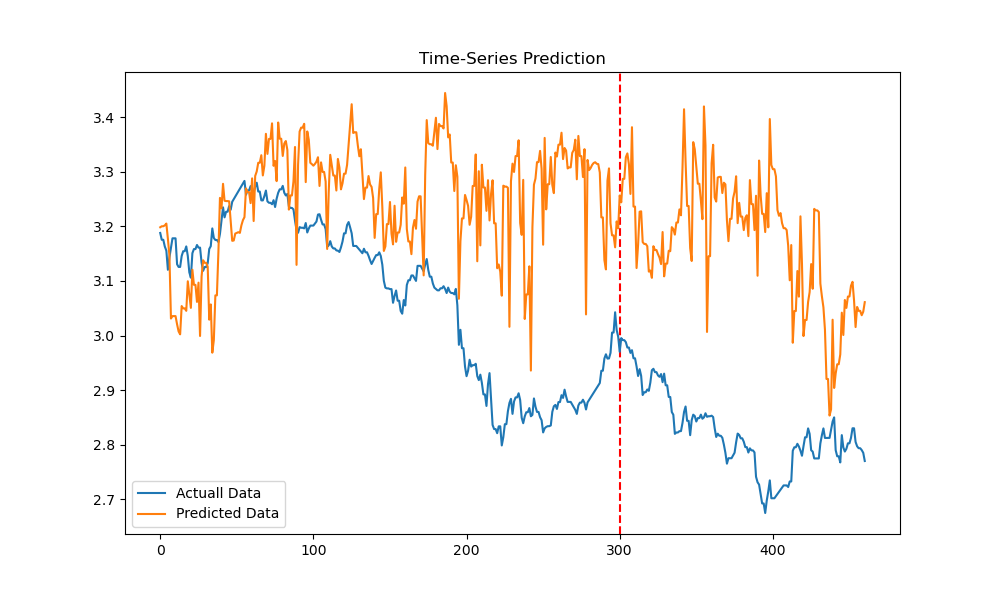 Time-Series Prediction
3.4
3.3
3.2
3.1
3.0
2.9
2.8
2.7
Actuall Data
Predicted Data
0 100 200 300 400